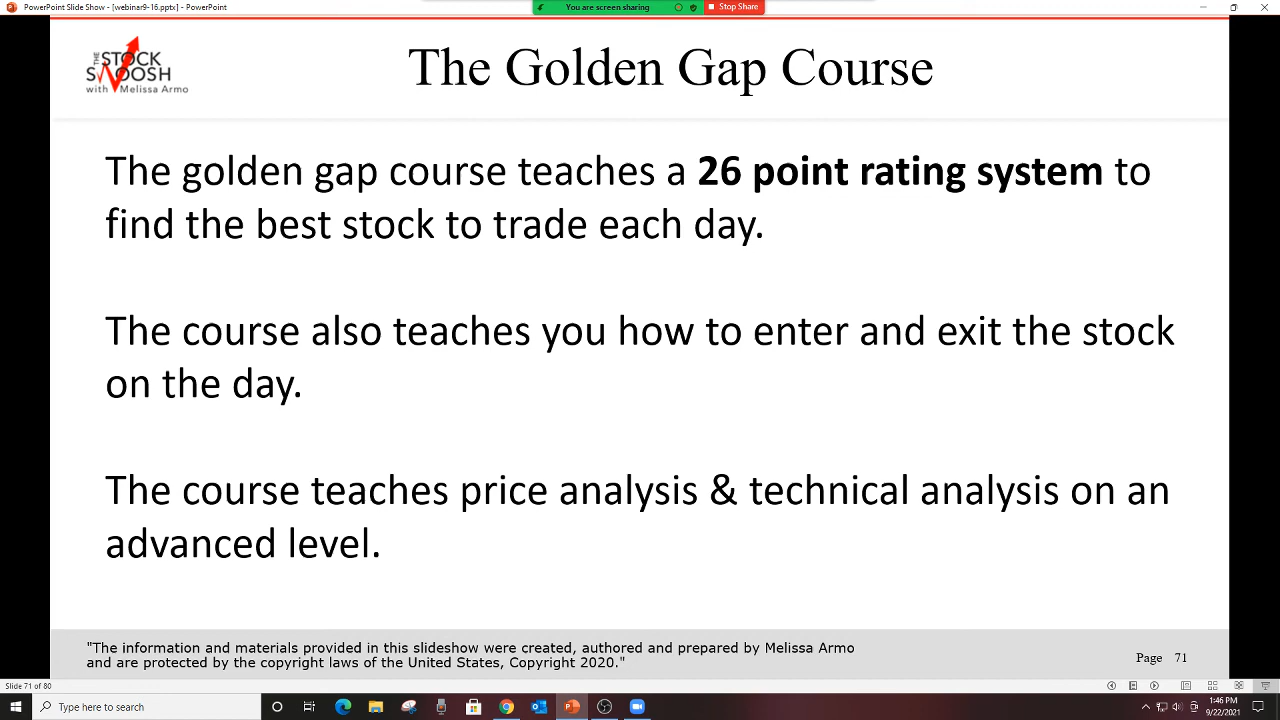 PowerPoint Slide Show - [webinar9-16.pptx] - PowerPoint
You are screen sharing
Stop Share
THE STOCK
SWOOSH
with Melissa Armo
The Golden Gap Course
The golden gap course teaches a 26 point rating system to
find the best stock to trade each day.
The course also teaches you how to enter and exit the stock
on the day.
The course teaches price analysis & technical analysis on an
advanced level.
"The information and materials provided in this slideshow were created, authored and prepared by Melissa Armo
and are protected by the copyright laws of the United States, Copyright 2020."
Page 71
Slide 71 of 80
Type here to search
1:46 PM
9/22/2021